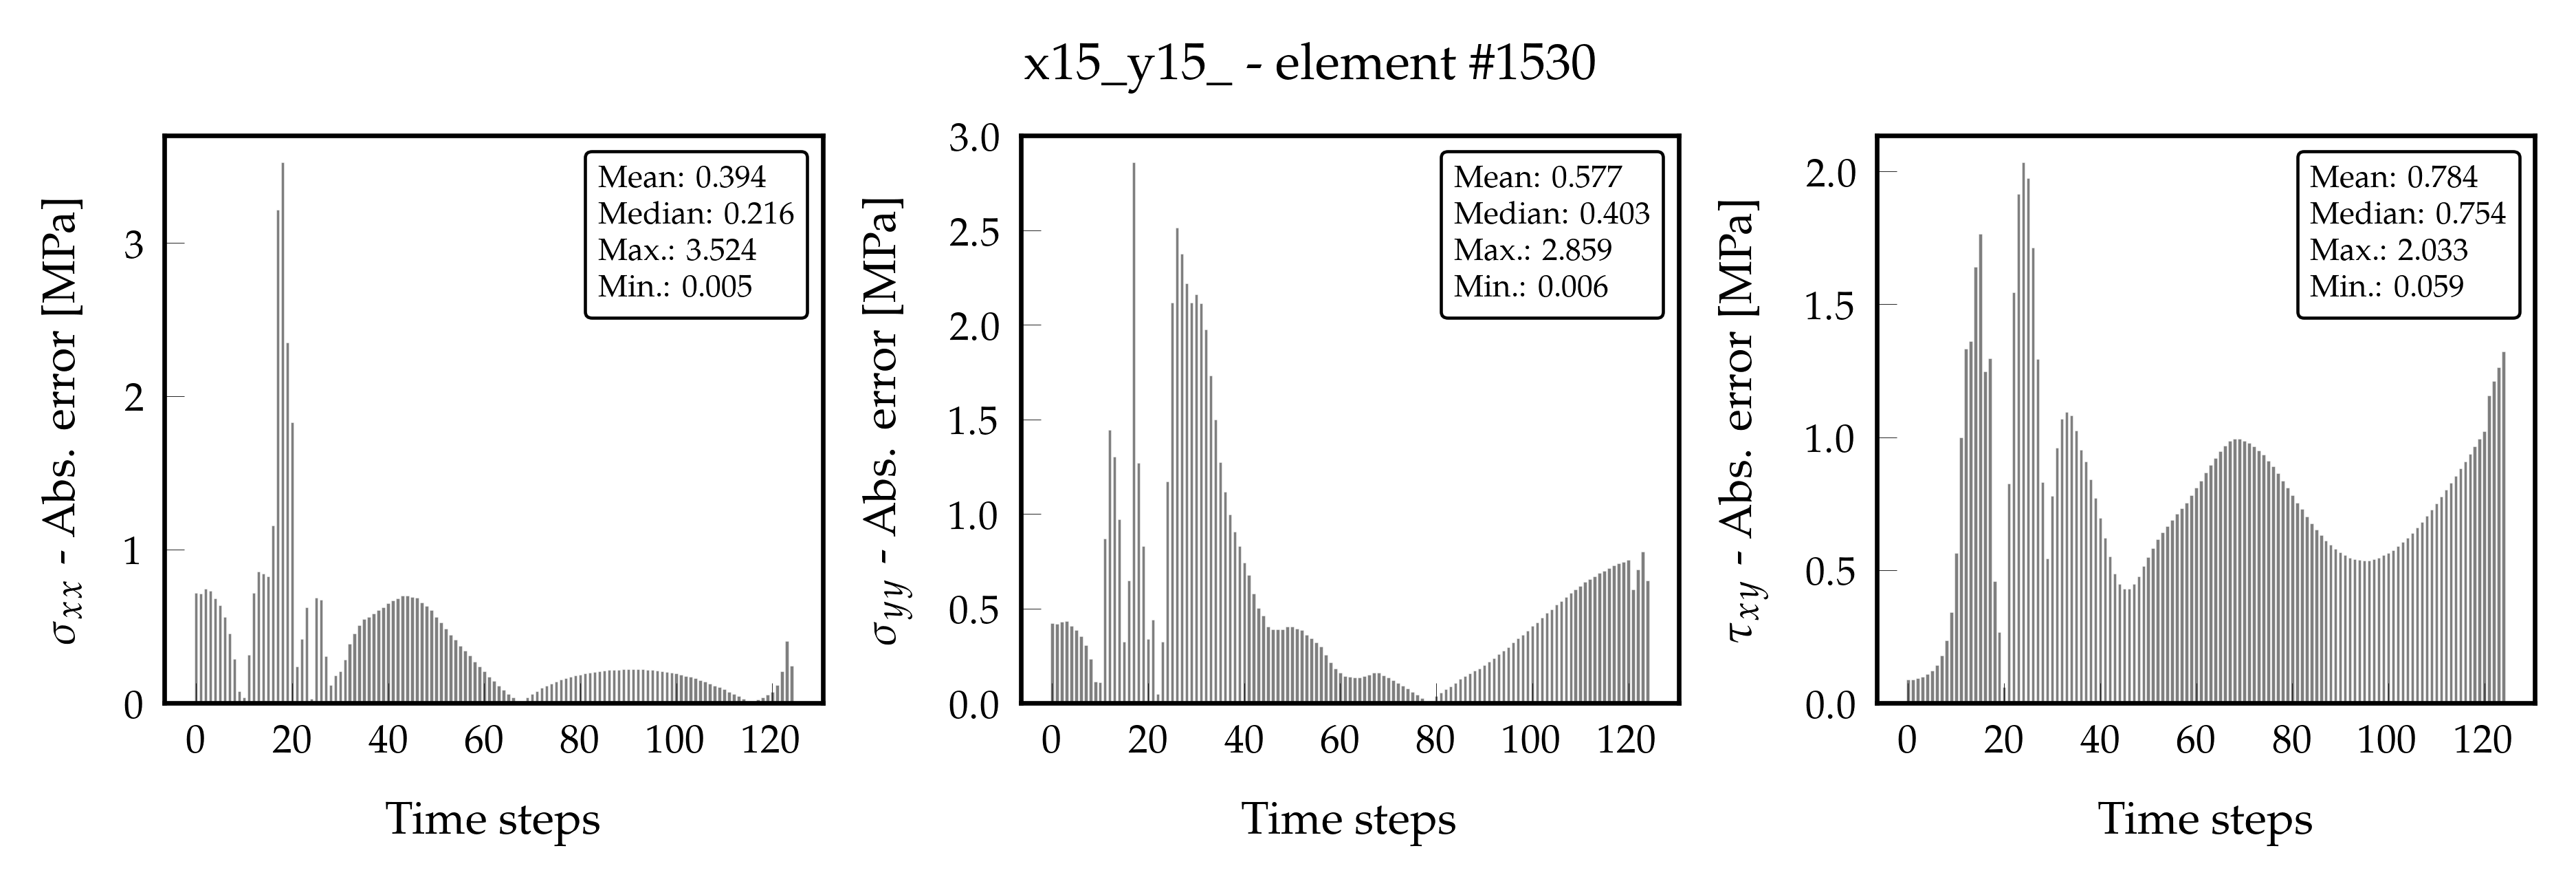 x15_y15_ - element #1530
σxx - Abs. error [MPa]
3
2
1
0
0 20 40 60 80 100 120
Time steps
Mean: 0.394
Median: 0.216
Max.: 3.524
Min.: 0.005
σyy - Abs. error [MPa]
3.0
2.5
2.0
1.5
1.0
0.5
0.0
0 20 40 60 80 100 120
Time steps
Mean: 0.577
Median: 0.403
Max.: 2.859
Min.: 0.006
τxy - Abs. error [MPa]
2.0
1.5
1.0
0.5
0.0
0 20 40 60 80 100 120
Time steps
Mean: 0.784
Median: 0.754
Max.: 2.033
Min.: 0.059